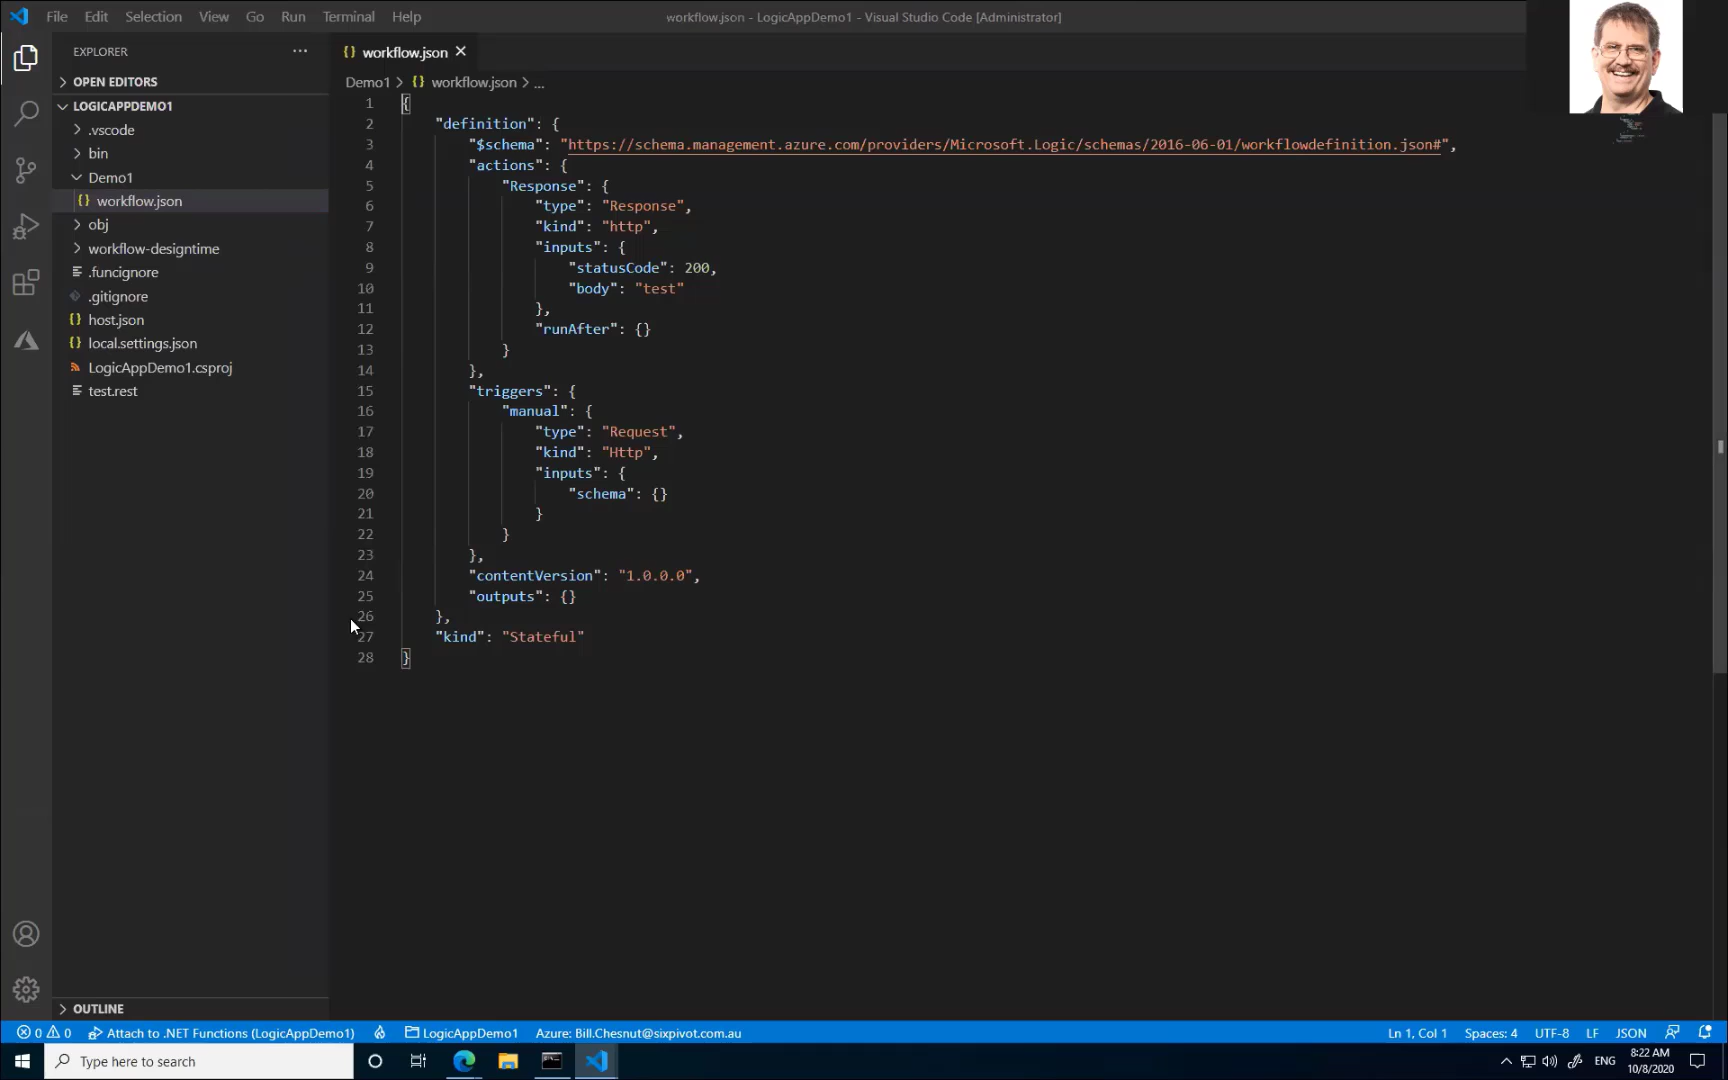 File Edit Selection View Go Run Terminal Help
workflow.json - LogicAppDemo1 - Visual Studio Code [Administrator]
EXPLORER
OPEN EDITORS
LOGICAPPDEMO1
.vscode
bin
Demo1
{} workflow.json
obj
workflow-designtime
.funcignore
.gitignore
{} host.json
{} local.settings.json
LogicAppDemo1.csproj
test.rest
OUTLINE
{} workflow.json
Demo1 > {} workflow.json > ...
1 {
2 "definition": {
3 "$schema": "https://schema.management.azure.com/providers/Microsoft.Logic/schemas/2016-06-01/workflowdefinition.json#",
4 "actions": {
5 "Response": {
6 "type": "Response",
7 "kind": "http",
8 "inputs": {
9 "statusCode": 200,
10 "body": "test"
11 },
12 "runAfter": {}
13 }
14 },
15 "triggers": {
16 "manual": {
17 "type": "Request",
18 "kind": "Http",
19 "inputs": {
20 "schema": {}
21 }
22 }
23 },
24 "contentVersion": "1.0.0.0",
25 "outputs": {}
26 },
27 "kind": "Stateful"
28 }
0 0 Attach to .NET Functions (LogicAppDemo1) LogicAppDemo1 Azure: Bill.Chesnut@sixpivot.com.au Ln 1, Col 1 Spaces: 4 UTF-8 LF JSON
Type here to search
ENG
8:22 AM
10/8/2020